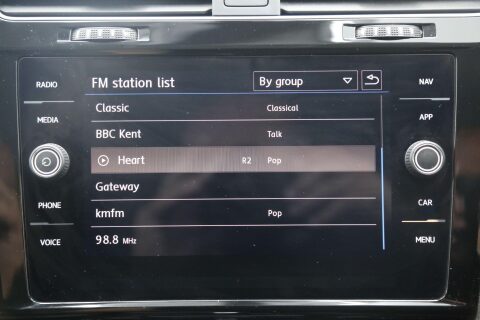 RADIO
MEDIA
PHONE
VOICE
FM station list
By group
Classic Classical
BBC Kent Talk
Heart R2 Pop
Gateway
kmfm Pop
98.8 MHz
NAV
APP
CAR
MENU